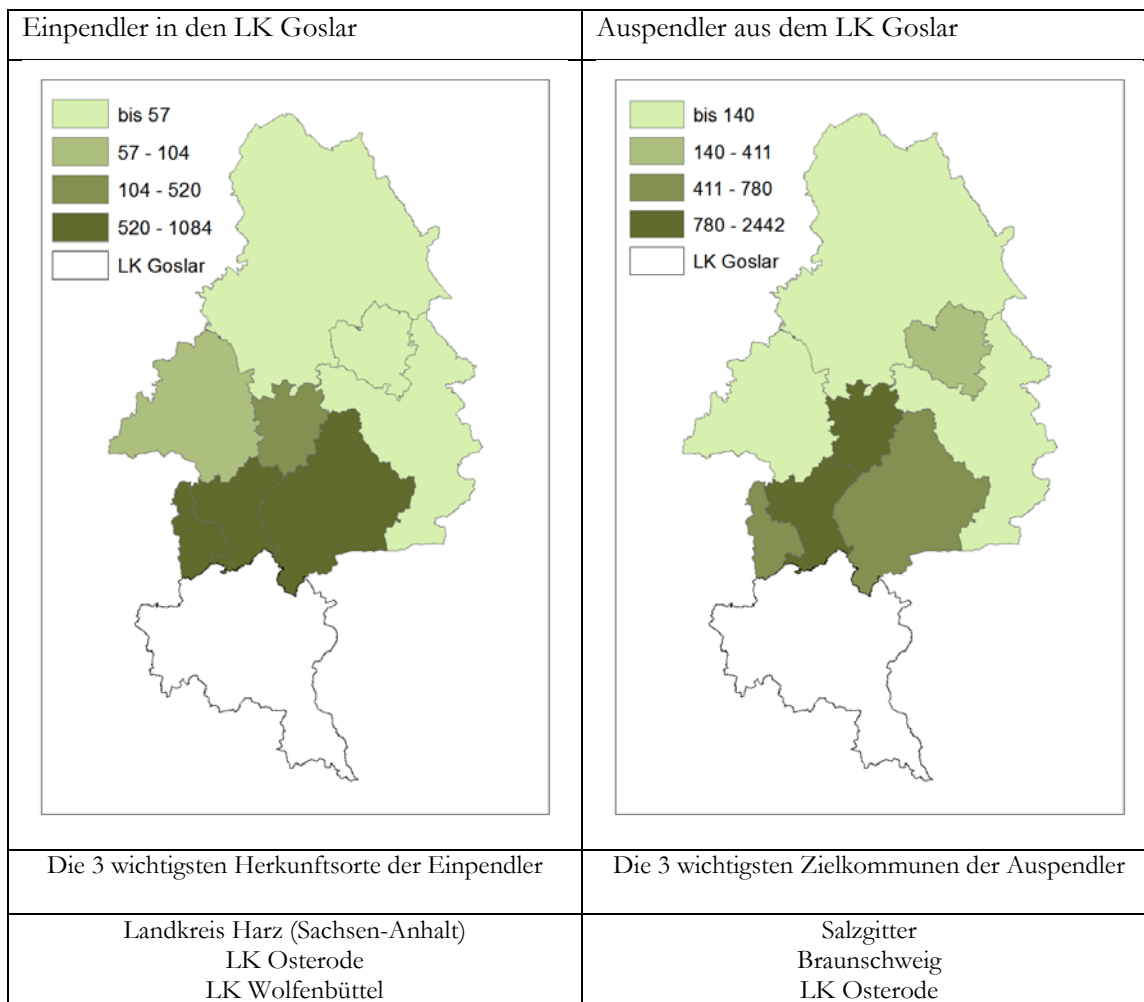 Einpendler in den LK Goslar
Auspendler aus dem LK Goslar
bis 57
57 - 104
104 - 520
520 - 1084
LK Goslar
bis 140
140 - 411
411 - 780
780 - 2442
LK Goslar
Die 3 wichtigsten Herkunftsorte der Einpendler
Die 3 wichtigsten Zielkommunen der Auspendler
Landkreis Harz (Sachsen-Anhalt)
LK Osterode
LK Wolfenbüttel
Salzgitter
Braunschweig
LK Osterode